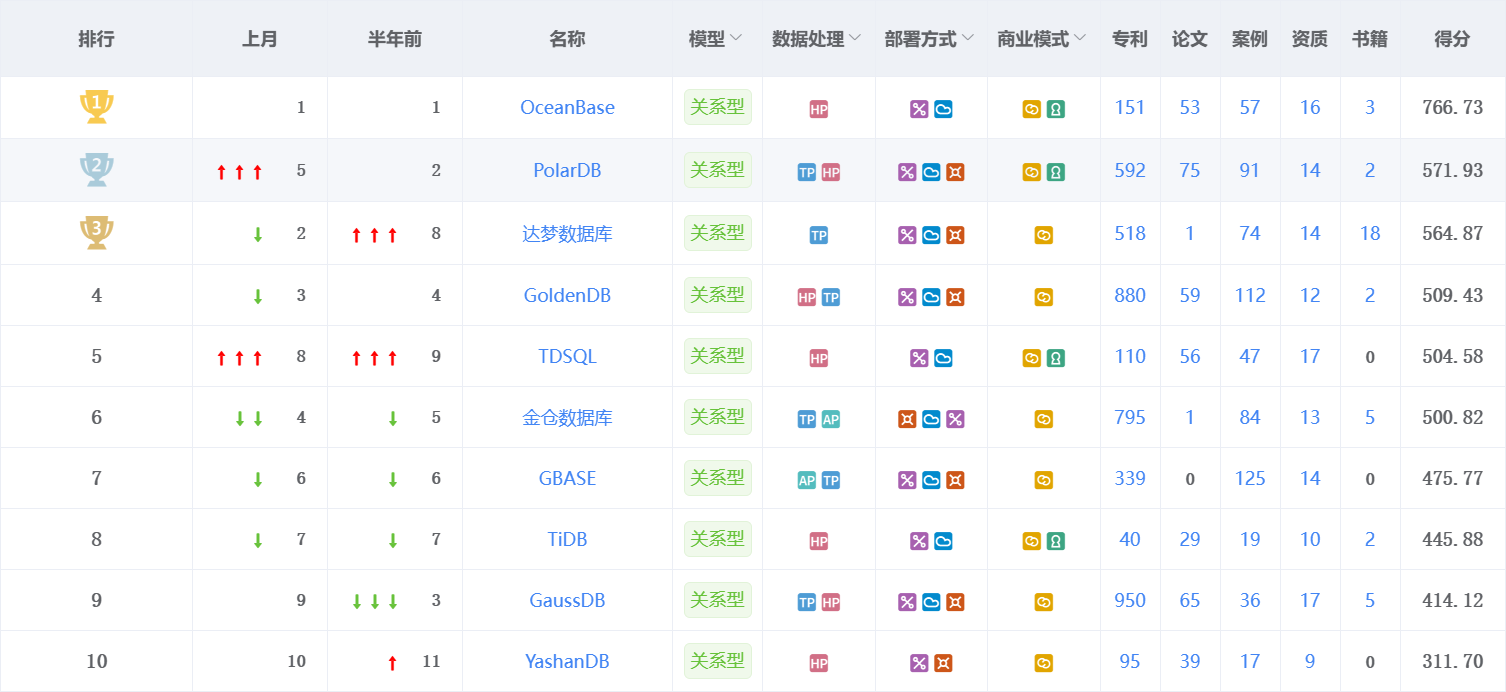 排行 上月 半年前 名称 模型 数据处理 部署方式 商业模式 专利 论文 案例 资质 书籍 得分
1 1 1 OceanBase 关系型 HP 151 53 57 16 3 766.73
2 5 2 PolarDB 关系型 TP HP 592 75 91 14 2 571.93
3 2 8 达梦数据库 关系型 TP 518 1 74 14 18 564.87
4 3 4 GoldenDB 关系型 HP TP 880 59 112 12 2 509.43
5 8 9 TDSQL 关系型 HP 110 56 47 17 0 504.58
6 4 5 金仓数据库 关系型 TP AP 795 1 84 13 5 500.82
7 6 6 GBASE 关系型 AP TP 339 0 125 14 0 475.77
8 7 7 TiDB 关系型 HP 40 29 19 10 2 445.88
9 9 3 GaussDB 关系型 TP HP 950 65 36 17 5 414.12
10 10 11 YashanDB 关系型 HP 95 39 17 9 0 311.70